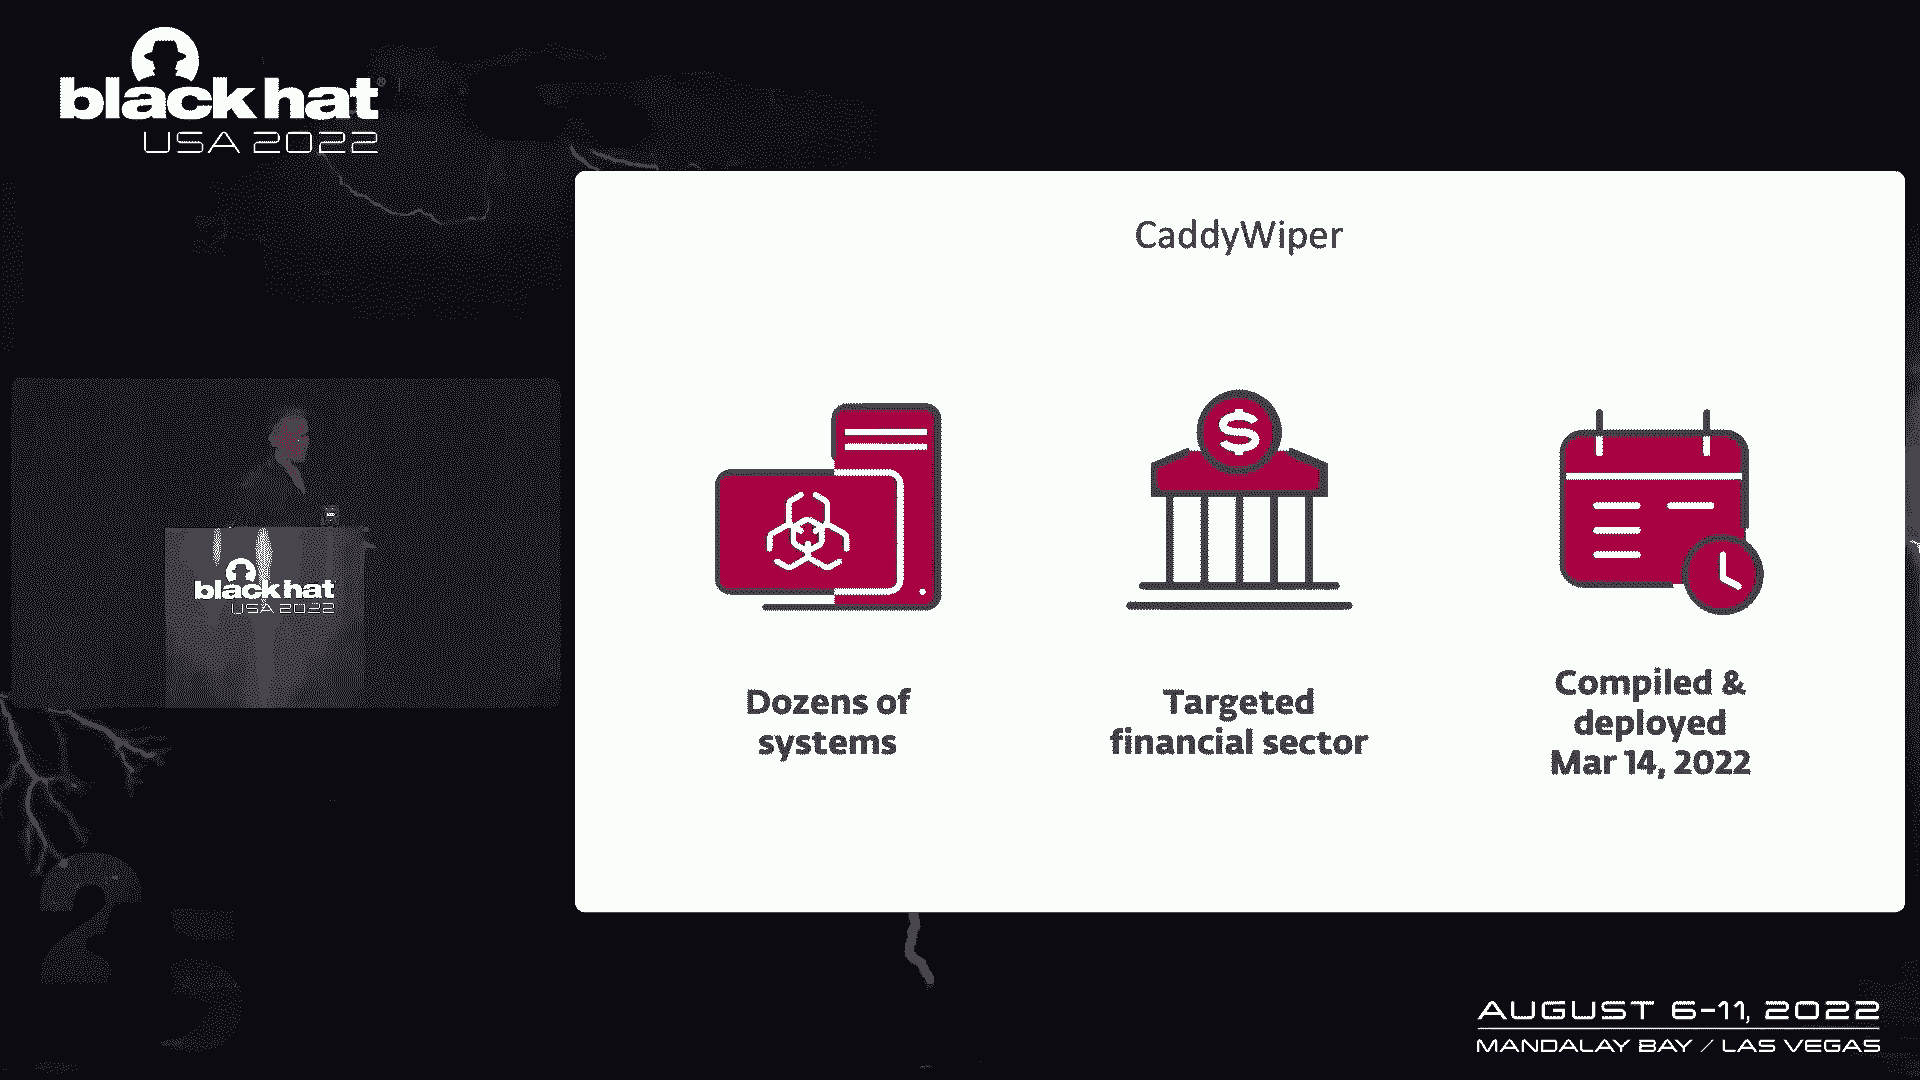 black hat®
USA 2022
CaddyWiper
$
Dozens of
systems
Targeted
financial sector
Compiled &
deployed
Mar 14, 2022
black hat
USA 2022
25
AUGUST 6-11, 2022
MANDALAY BAY / LAS VEGAS